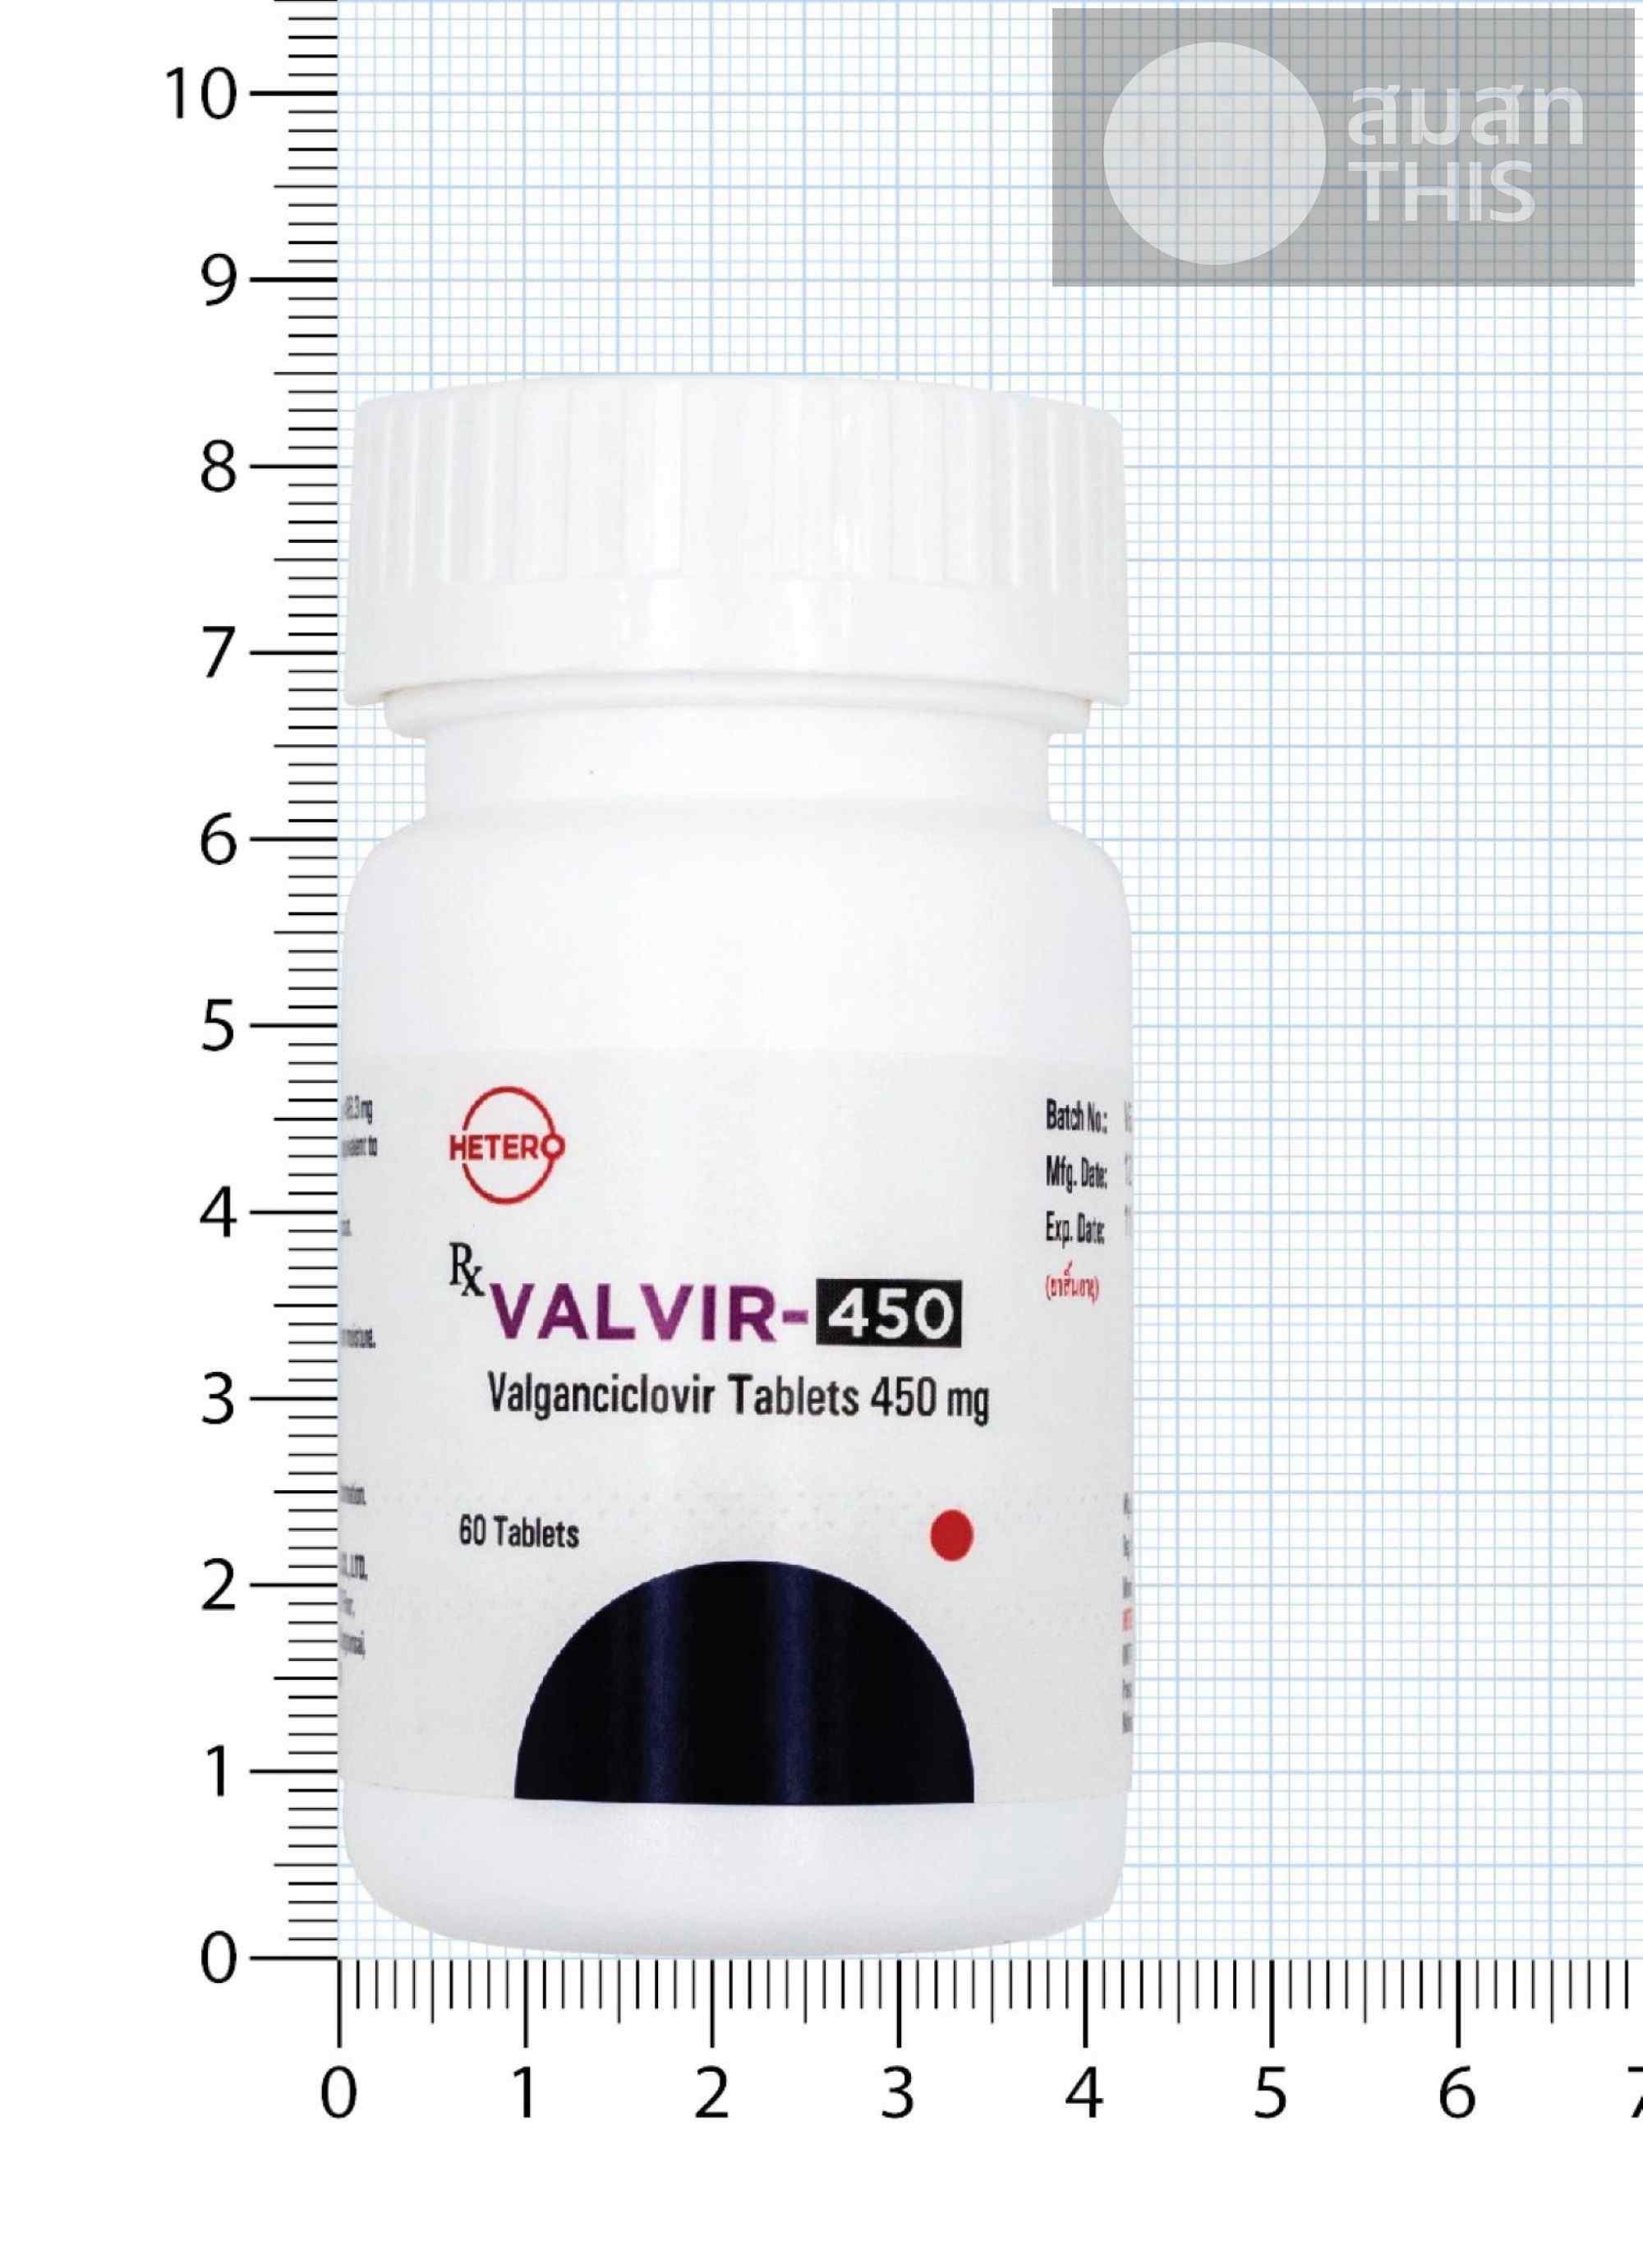 สมสท
THIS
10
9
8
7
6
5
4
3
2
1
0
0 1 2 3 4 5 6 7
HETERO
Rx VALVIR-450
Valganciclovir Tablets 450 mg
60 Tablets
Batch No.:
Mfg. Date:
Exp. Date:
(ยาสิ้นอายุ)